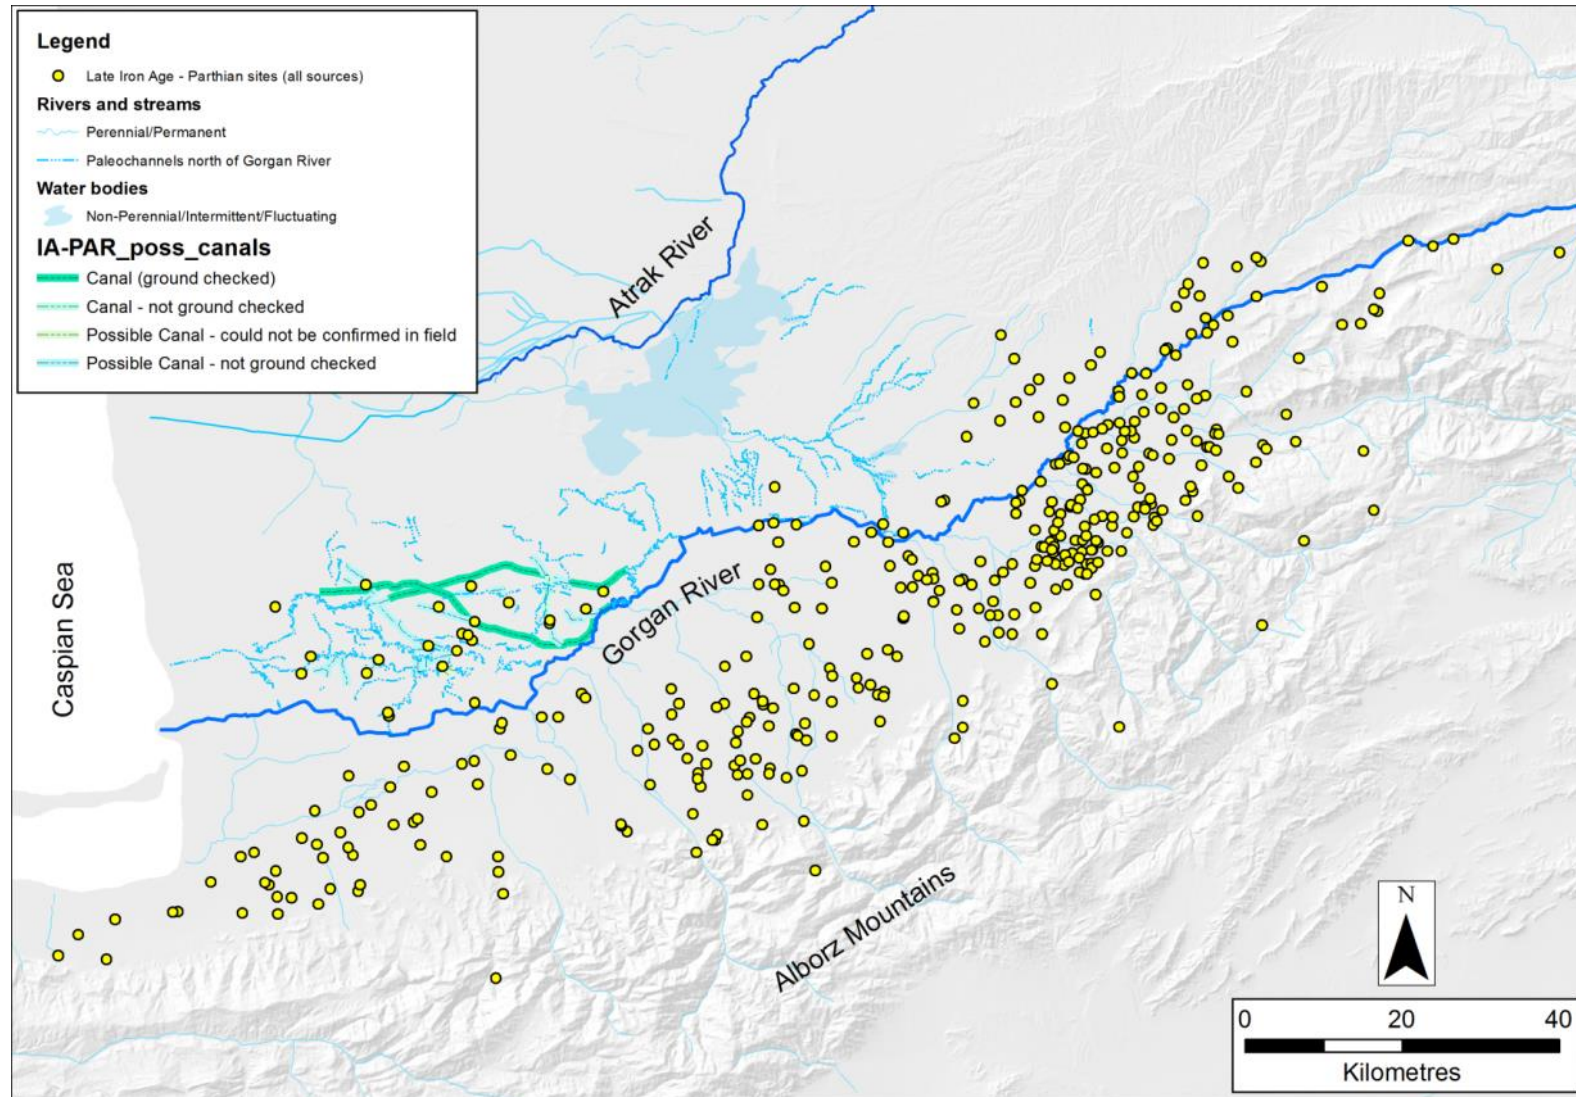 Legend
Late Iron Age - Parthian sites (all sources)
Rivers and streams
Perennial/Permanent
Paleochannels north of Gorgan River
Water bodies
Non-Perennial/Intermittent/Fluctuating
IA-PAR_poss_canals
Canal (ground checked)
Canal - not ground checked
Possible Canal - could not be confirmed in field
Possible Canal - not ground checked
Atrak River
Caspian Sea
Gorgan River
Alborz Mountains
N
0 20 40
Kilometres